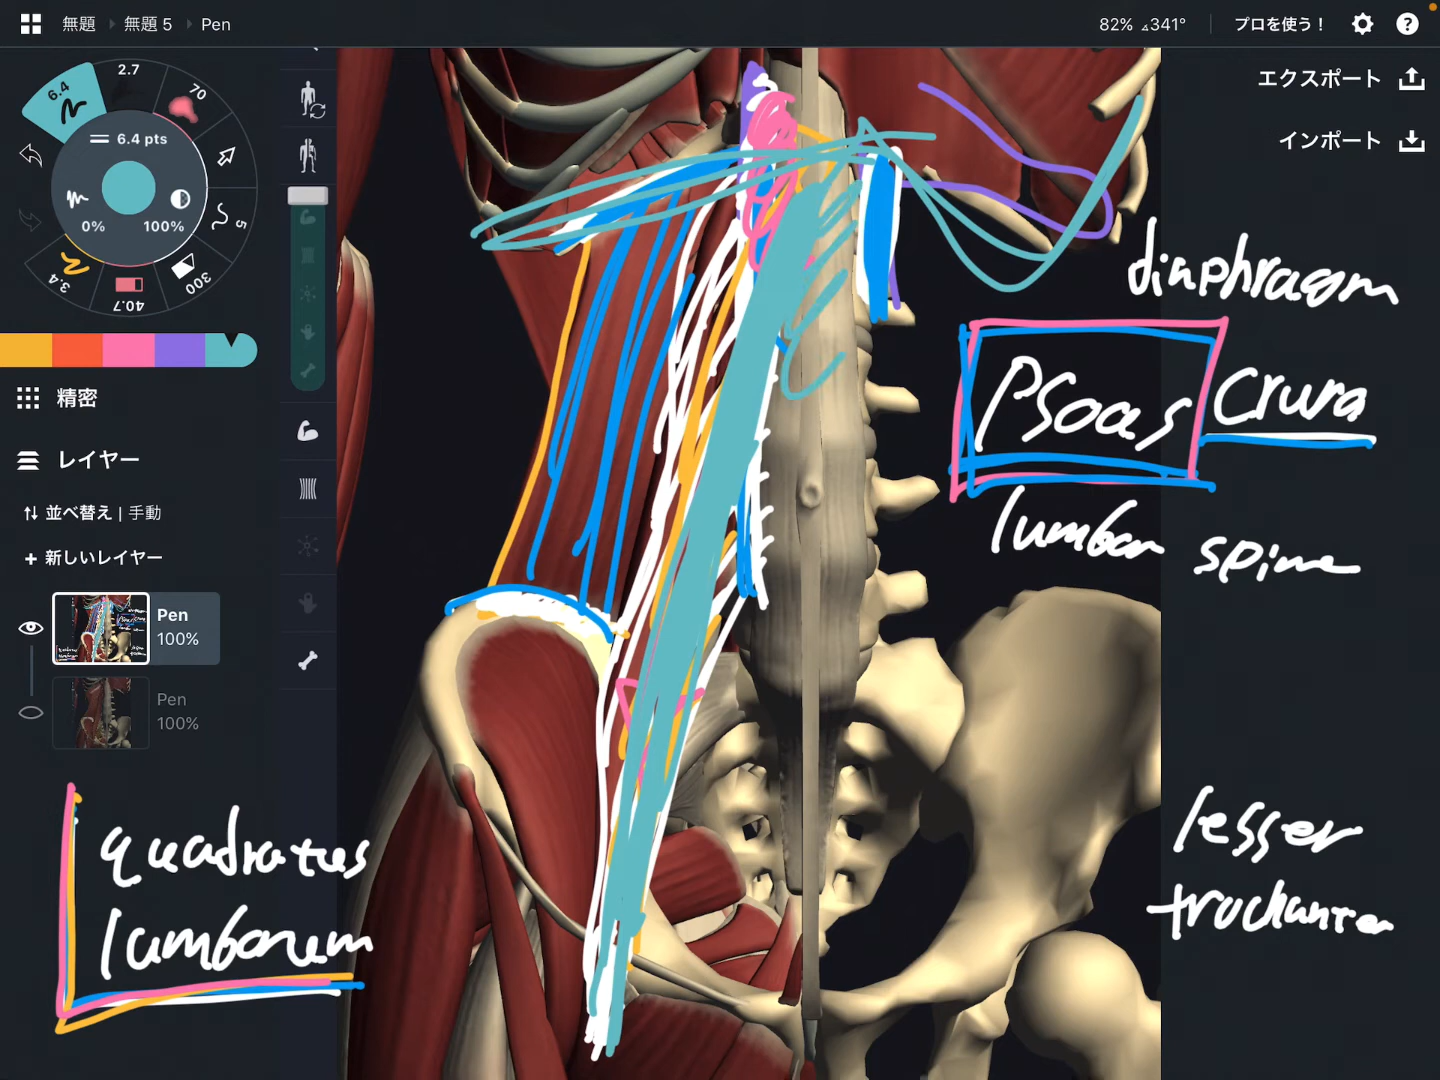 無題 無題 5 Pen
82% ⦨341° プロを使う！
エクスポート
インポート
6.4
2.7
70
5
300
40.7
3.4
6.4 pts
0% 100%
精密
レイヤー
並べ替え | 手動
+ 新しいレイヤー
Pen
100%
Pen
100%
diaphragm
Psoas crura
lumbar spine
lesser
trochanter
quadratus
lumborum